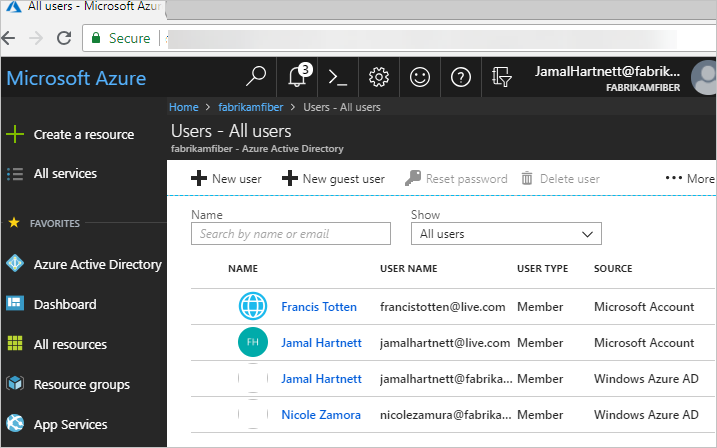 All users - Microsoft Az
Secure
Microsoft Azure
3
JamalHartnett@fabrik...
FABRIKAMFIBER
Home > fabrikamfiber > Users - All users
Users - All users
fabrikamfiber - Azure Active Directory
Create a resource
All services
FAVORITES
Azure Active Directory
Dashboard
All resources
Resource groups
App Services
New user New guest user Reset password Delete user More
Name Show
Search by name or email All users
NAME USER NAME USER TYPE SOURCE
Francis Totten francistotten@live.com Member Microsoft Account
FH Jamal Hartnett jamalhartnett@live.com Member Microsoft Account
Jamal Hartnett jamalhartnett@fabrika... Member Windows Azure AD
Nicole Zamora nicolezamura@fabrika... Member Windows Azure AD